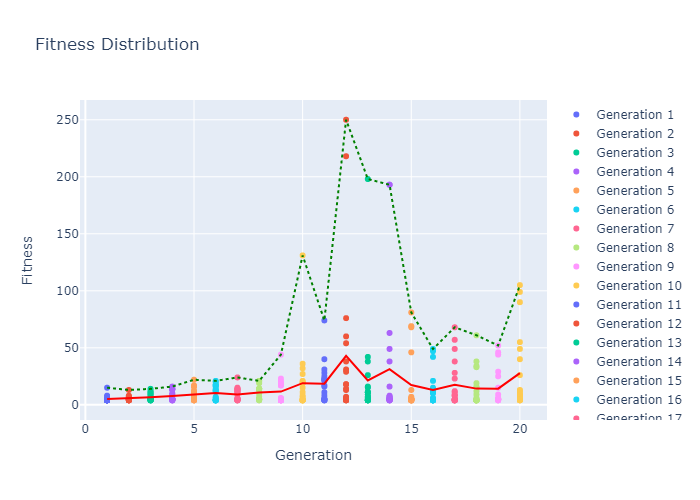 Fitness Distribution
Fitness
250
200
150
100
50
0
0
5
10
15
20
Generation
Generation 1
Generation 2
Generation 3
Generation 4
Generation 5
Generation 6
Generation 7
Generation 8
Generation 9
Generation 10
Generation 11
Generation 12
Generation 13
Generation 14
Generation 15
Generation 16
Generation 17